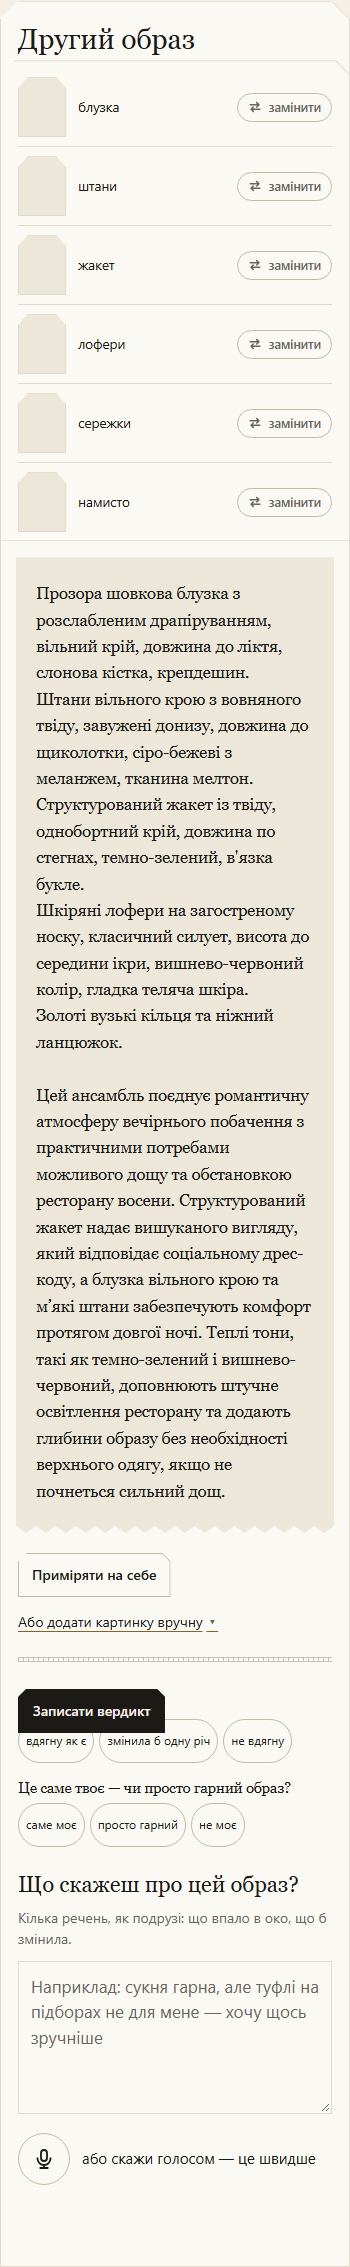 Другий образ
блузка
замінити
штани
замінити
жакет
замінити
лофери
замінити
сережки
замінити
намисто
замінити
Прозора шовкова блузка з
розслабленим драпіруванням,
вільний крій, довжина до ліктя,
слонова кістка, крепдешин.
Штани вільного крою з вовняного
твіду, завужені донизу, довжина до
щиколотки, сіро-бежеві з
меланжем, тканина мелтон.
Структурований жакет із твіду,
однобортний крій, довжина по
стегнах, темно-зелений, в'язка
букле.
Шкіряні лофери на загостреному
носку, класичний силует, висота до
середини ікри, вишнево-червоний
колір, гладка теляча шкіра.
Золоті вузькі кільця та ніжний
ланцюжок.
Цей ансамбль поєднує романтичну
атмосферу вечірнього побачення з
практичними потребами
можливого дощу та обстановкою
ресторану восени. Структурований
жакет надає вишуканого вигляду,
який відповідає соціальному дрес-
коду, а блузка вільного крою та
м’які штани забезпечують комфорт
протягом довгої ночі. Теплі тони,
такі як темно-зелений і вишнево-
червоний, доповнюють штучне
освітлення ресторану та додають
глибини образу без необхідності
верхнього одягу, якщо не
почнеться сильний дощ.
Приміряти на себе
Або додати картинку вручну
Записати вердикт
вдягну як є
змінила б одну річ
не вдягну
Це саме твоє — чи просто гарний образ?
саме моє
просто гарний
не моє
Що скажеш про цей образ?
Кілька речень, як подрузі: що впало в око, що б
змінила.
Наприклад: сукня гарна, але туфлі на
підборах не для мене — хочу щось
зручніше
або скажи голосом — це швидше